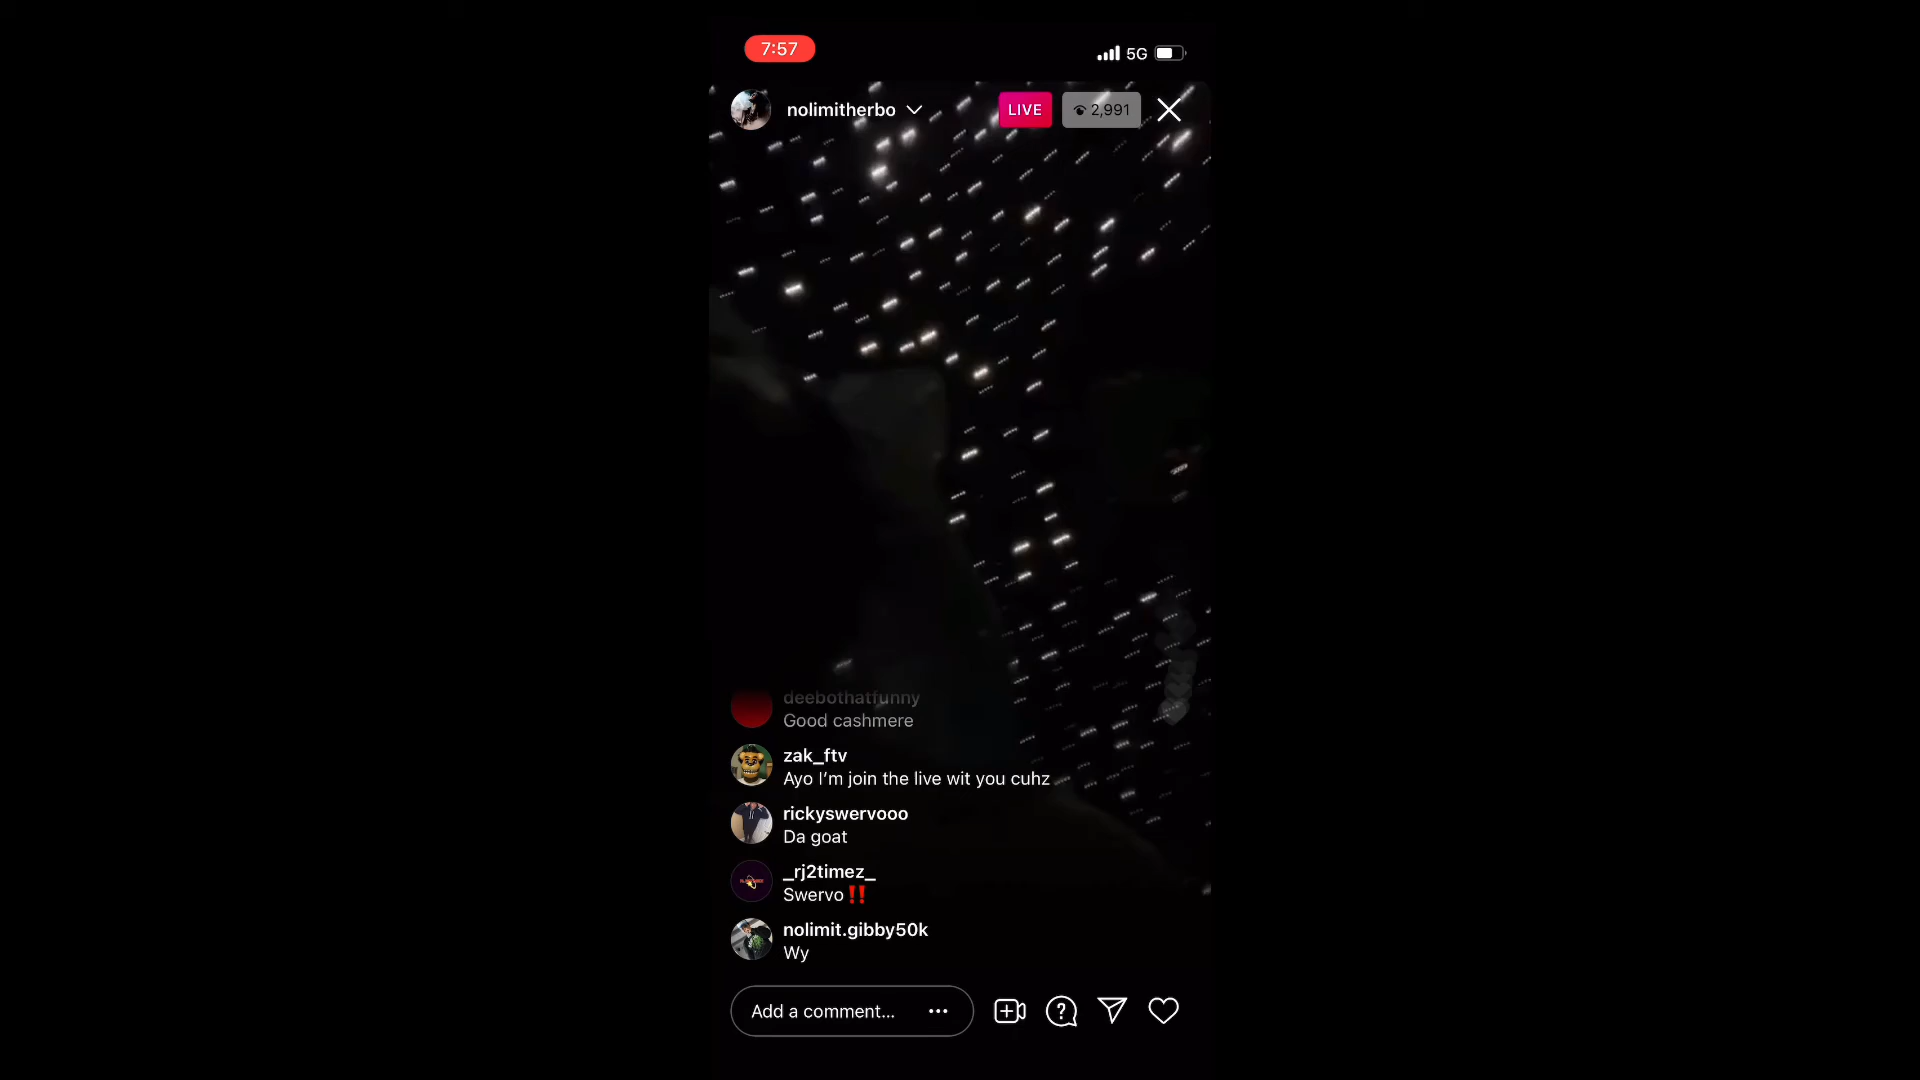 7:57
5G
nolimitherbo
LIVE
2,991
deebothatfunny
Good cashmere
zak_ftv
Ayo I’m join the live wit you cuhz
rickyswervooo
Da goat
_rj2timez_
Swervo‼️
nolimit.gibby50k
Wy
Add a comment...